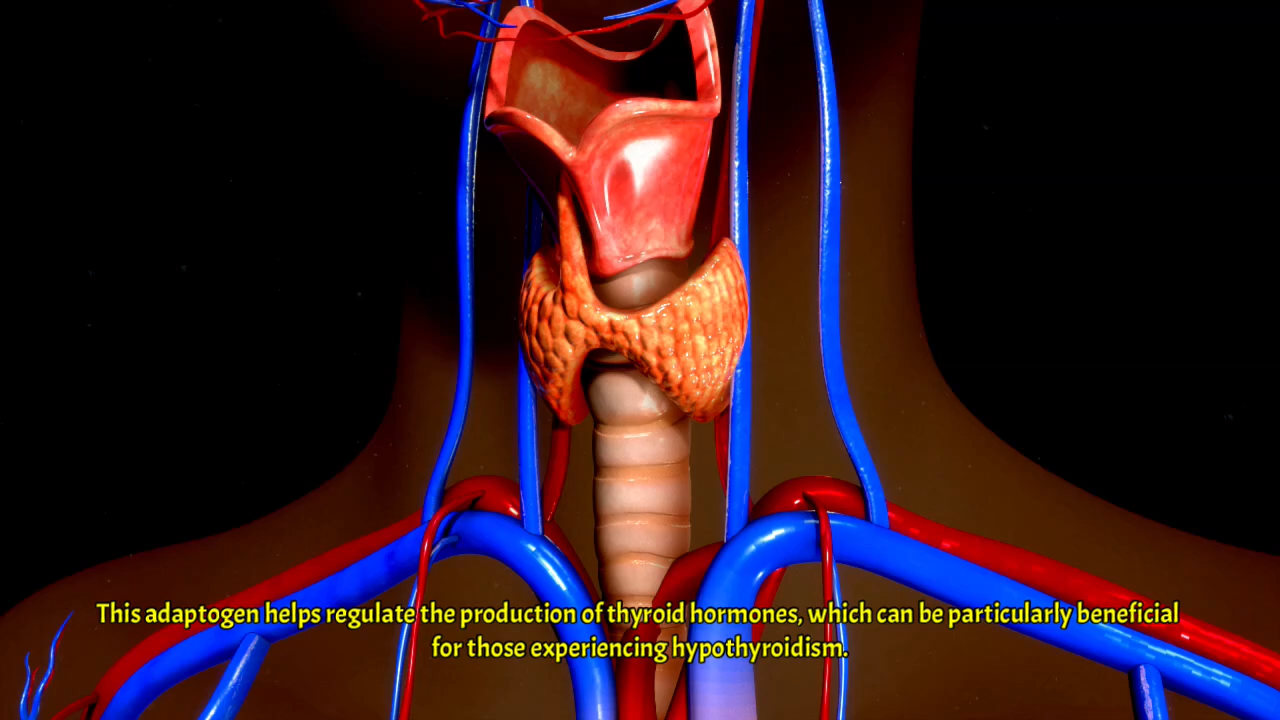 This adaptogen helps regulate the production of thyroid hormones, which can be particularly beneficial
for those experiencing hypothyroidism.